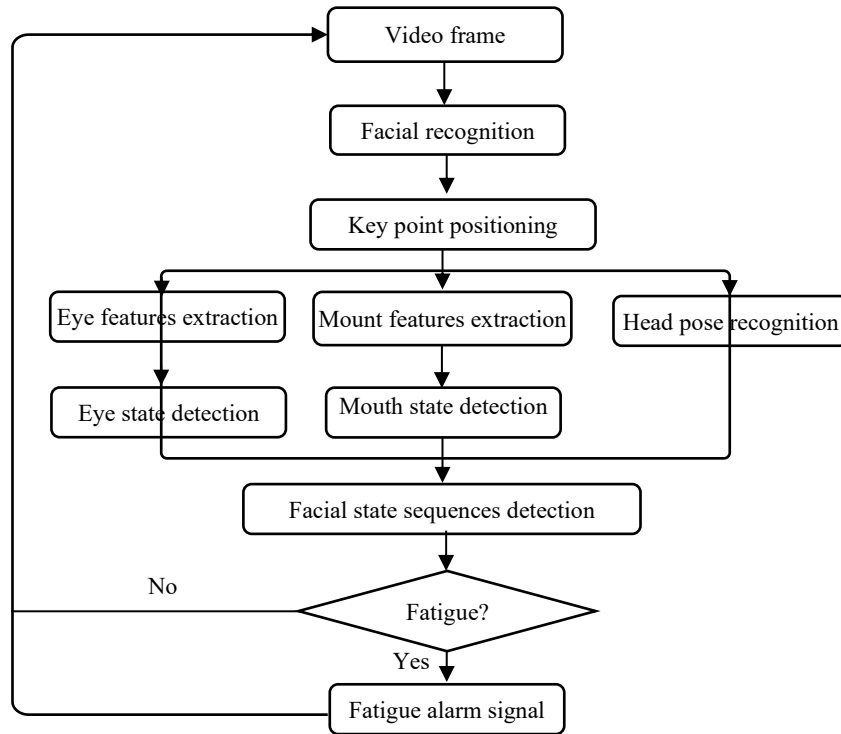 Video frame
Facial recognition
Key point positioning
Eye features extraction
Mount features extraction
Head pose recognition
Eye state detection
Mouth state detection
Facial state sequences detection
No
Fatigue?
Yes
Fatigue alarm signal